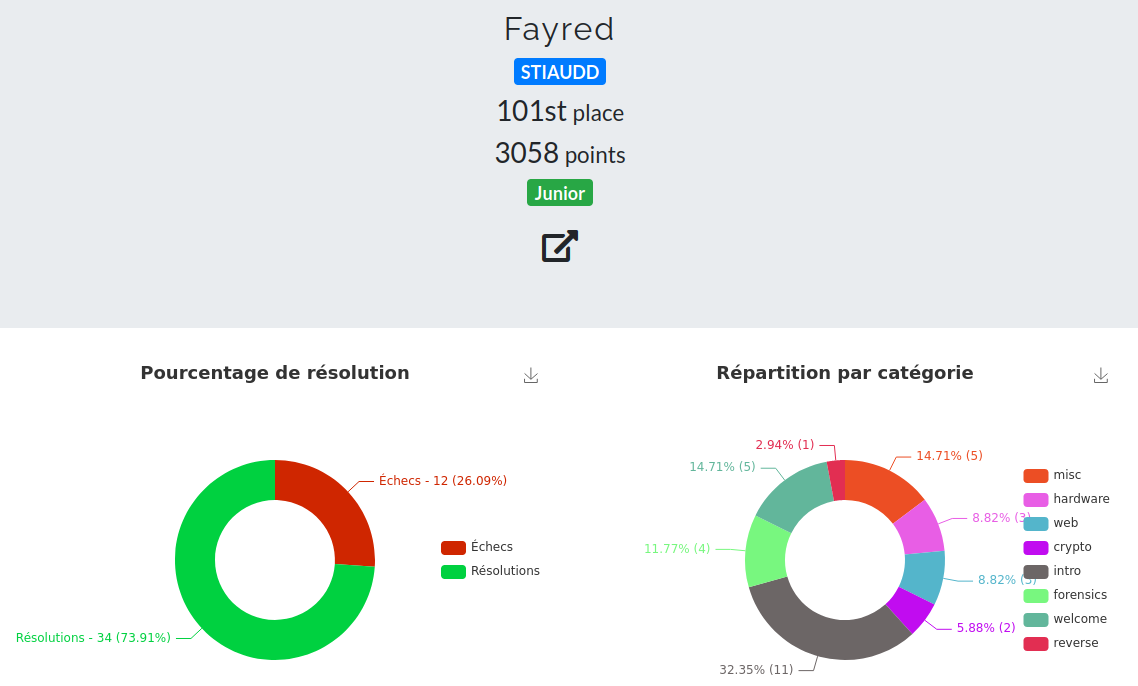 Fayred
STIAUDD
101st place
3058 points
Junior
Pourcentage de résolution
Échecs - 12 (26.09%)
Résolutions - 34 (73.91%)
Échecs
Résolutions
Répartition par catégorie
2.94% (1)
14.71% (5)
14.71% (5)
8.82% (3)
11.77% (4)
8.82% (3)
5.88% (2)
32.35% (11)
misc
hardware
web
crypto
intro
forensics
welcome
reverse